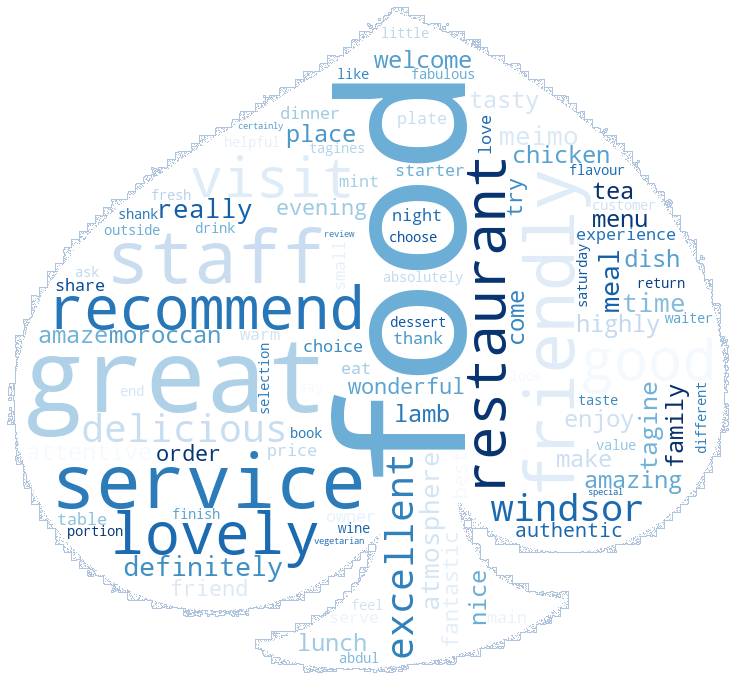 little
welcome
like
fabulous
food
tasty
dinner
plate
love
certainly
place
meimo
helpful
tagines
chicken
visit
starter
flavour
mint
try
tea
fresh
really
evening
night
customer
shank
menu
outside
drink
choose
experience
review
restaurant
friendly
staff
small
dish
ask
absolutely
saturday
meal
return
share
recommend
come
time
dessert
highly
waiter
amaze
moroccan
warm
thank
choice
good
great
selection
eat
look
end
say
wonderful
taste
tagine
family
different
delicious
lamb
enjoy
book
attentive
order
price
value
make
service
excellent
atmosphere
best
amazing
special
table
finish
owner
windsor
portion
lovely
wine
authentic
vegetarian
definitely
fantastic
friend
nice
feel
serve
main
lunch
abdul